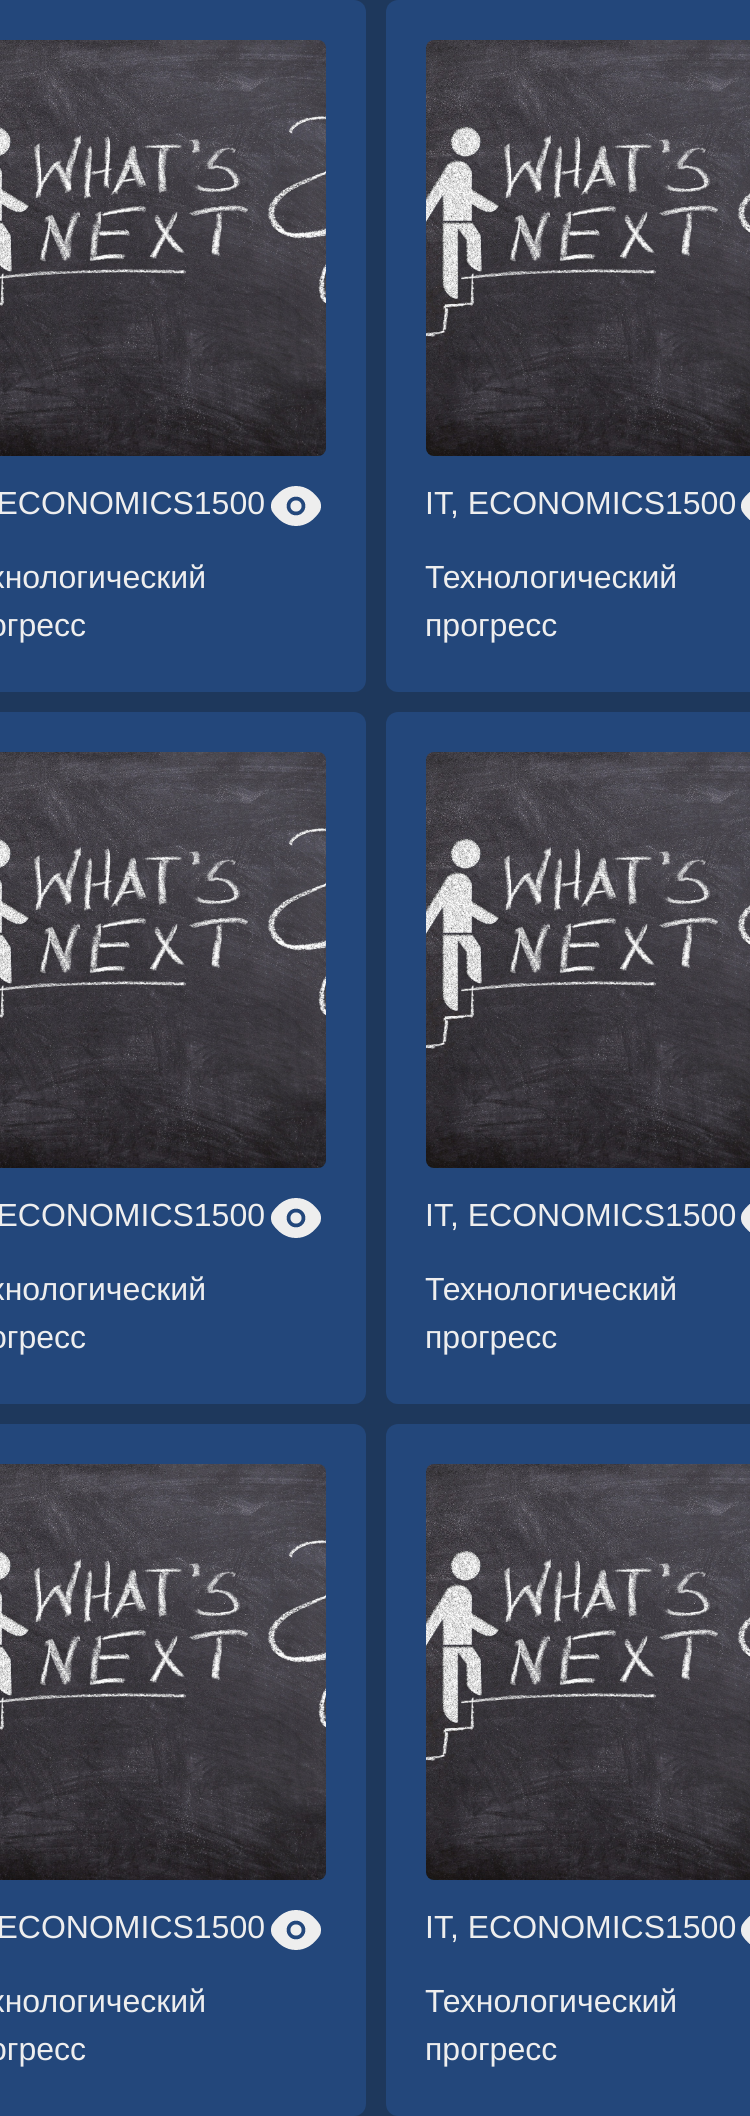 WHAT'S
NEXT
ECONOMICS1500
хнологический
огресс
WHAT'S
NEXT
IT, ECONOMICS1500
Технологический
прогресс
WHAT'S
NEXT
ECONOMICS1500
хнологический
огресс
WHAT'S
NEXT
IT, ECONOMICS1500
Технологический
прогресс
WHAT'S
NEXT
ECONOMICS1500
хнологический
огресс
WHAT'S
NEXT
IT, ECONOMICS1500
Технологический
прогресс